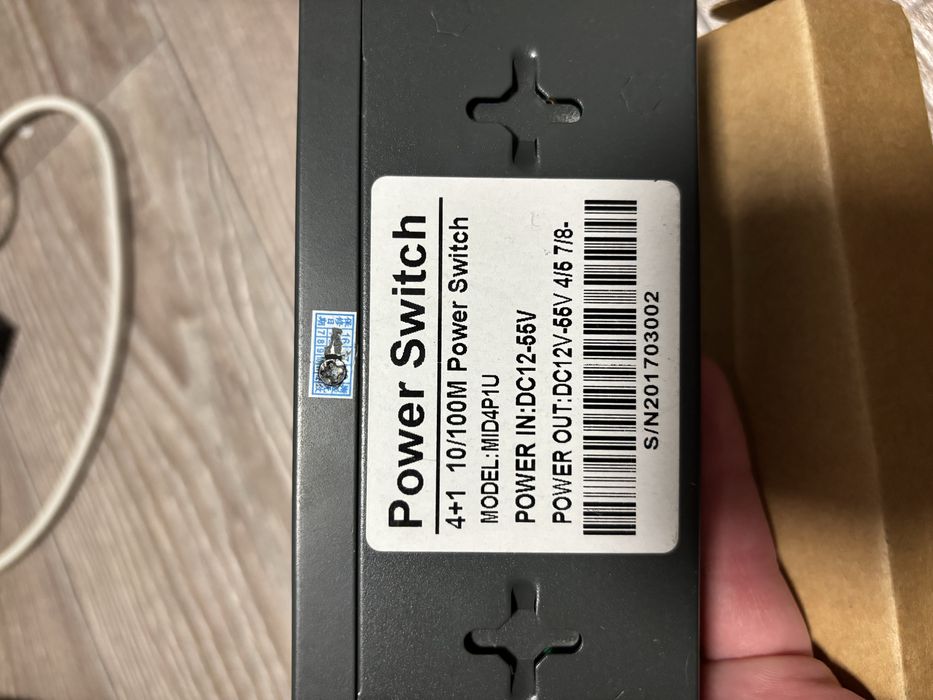 Power Switch
4+1 10/100M Power Switch
MODEL:MID4P1U
POWER IN:DC12-55V
POWER OUT:DC12V-55V 4/5 7/8-
S/N201703002